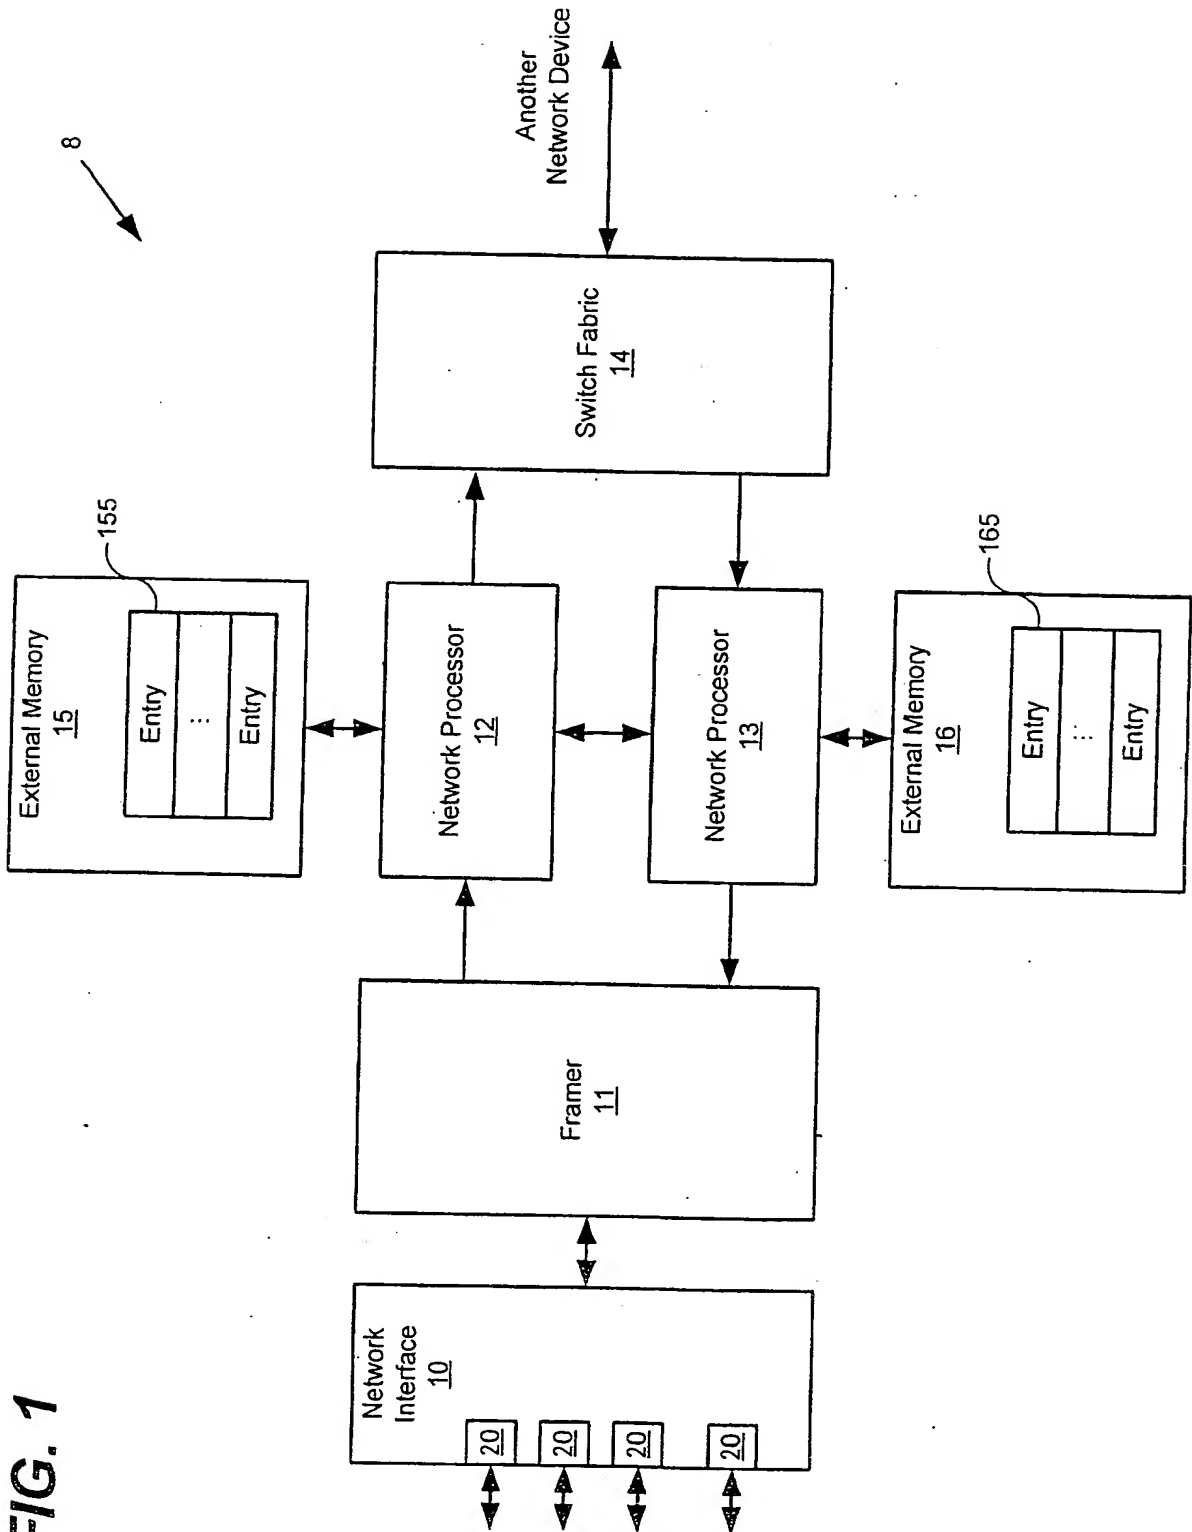 FIG. 1
8
Network
Interface
10
20
20
20
20
Framer
11
External Memory
15
Entry
...
Entry
155
Network Processor
12
Network Processor
13
External Memory
16
Entry
...
Entry
165
Switch Fabric
14
Another
Network Device